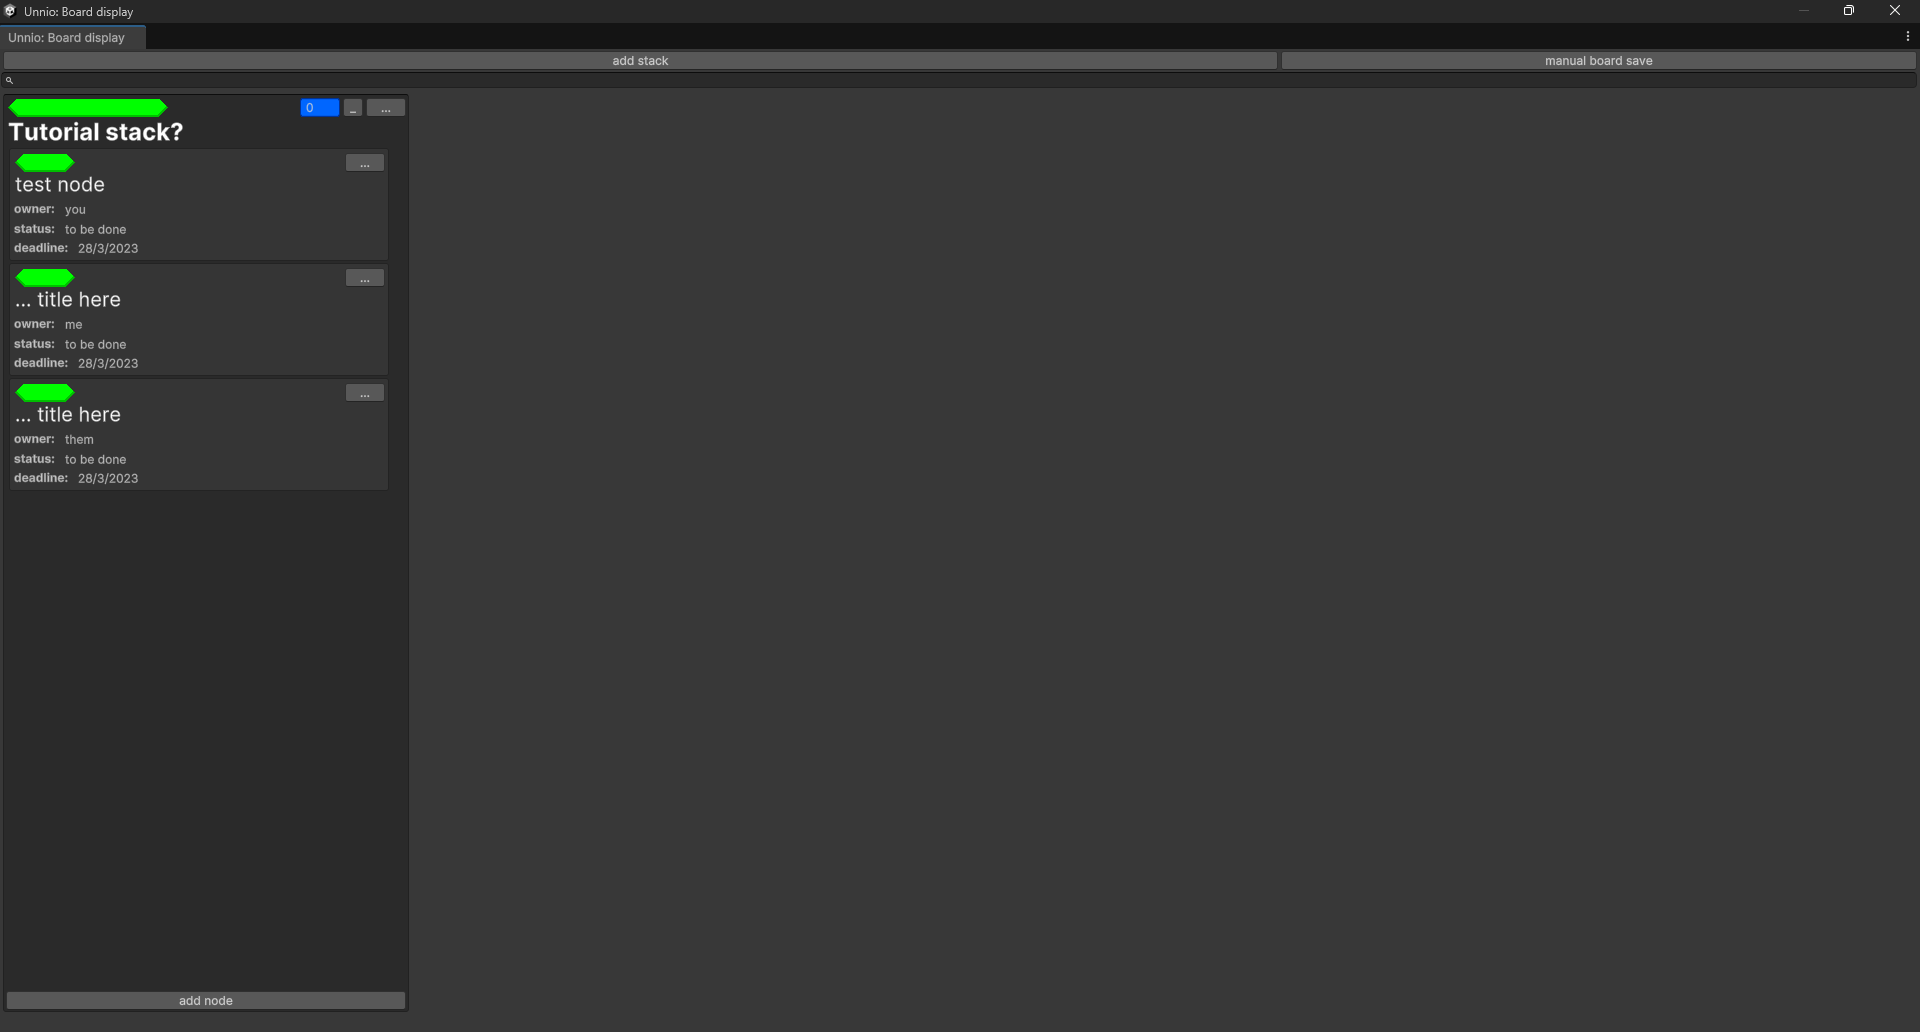 Unnio: Board display
Unnio: Board display
add stack
manual board save
0
_
...
Tutorial stack?
...
test node
owner: you
status: to be done
deadline: 28/3/2023
...
... title here
owner: me
status: to be done
deadline: 28/3/2023
...
... title here
owner: them
status: to be done
deadline: 28/3/2023
add node